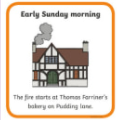 Early Sunday morning
The fire starts at Thomas Farriner's
bakery on Pudding lane.